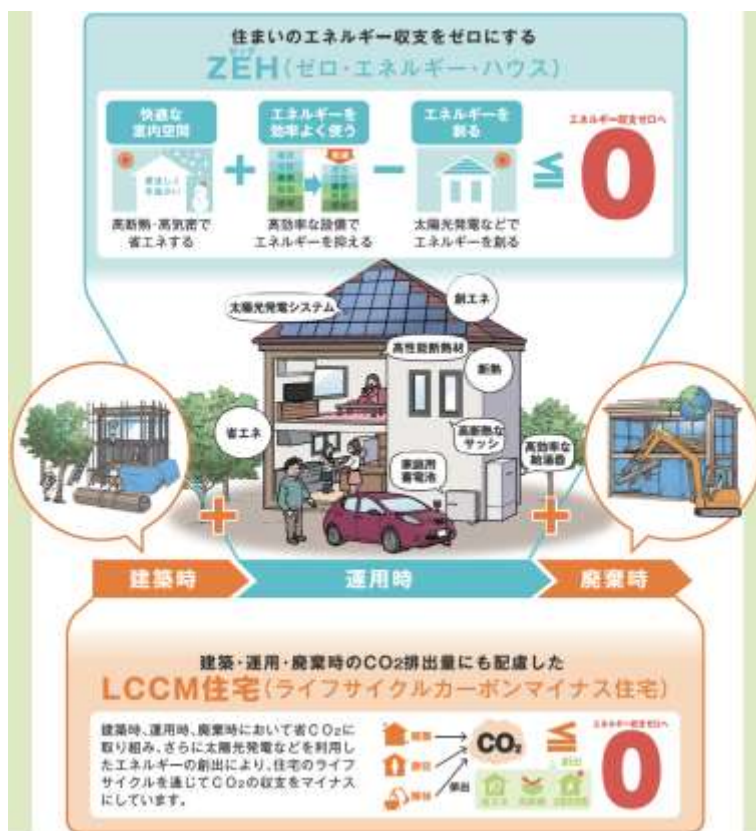 住まいのエネルギー収支をゼロにする
ZEH(ゼロ・エネルギー・ハウス)
快適な
室内空間
エネルギーを
効率よく使う
エネルギーを
創る
エネルギー収支ゼロへ
+
−
≦
0
高断熱・高気密で
省エネする
高効率な設備で
エネルギーを抑える
太陽光発電などで
エネルギーを創る
太陽光発電システム
創エネ
高性能断熱材
断熱
省エネ
高断熱な
サッシ
高効率な
給湯器
家庭用
蓄電池
+
+
建築時
運用時
廃棄時
建築・運用・廃棄時のCO2排出量にも配慮した
LCCM住宅(ライフサイクルカーボンマイナス住宅)
建築時、運用時、廃棄時において省CO2に
取り組み、さらに太陽光発電などを利用し
たエネルギーの創出により、住宅のライフ
サイクルを通じてCO2の収支をマイナス
にしています。
CO2
排出
≦
創出
エネルギー収支ゼロへ
0